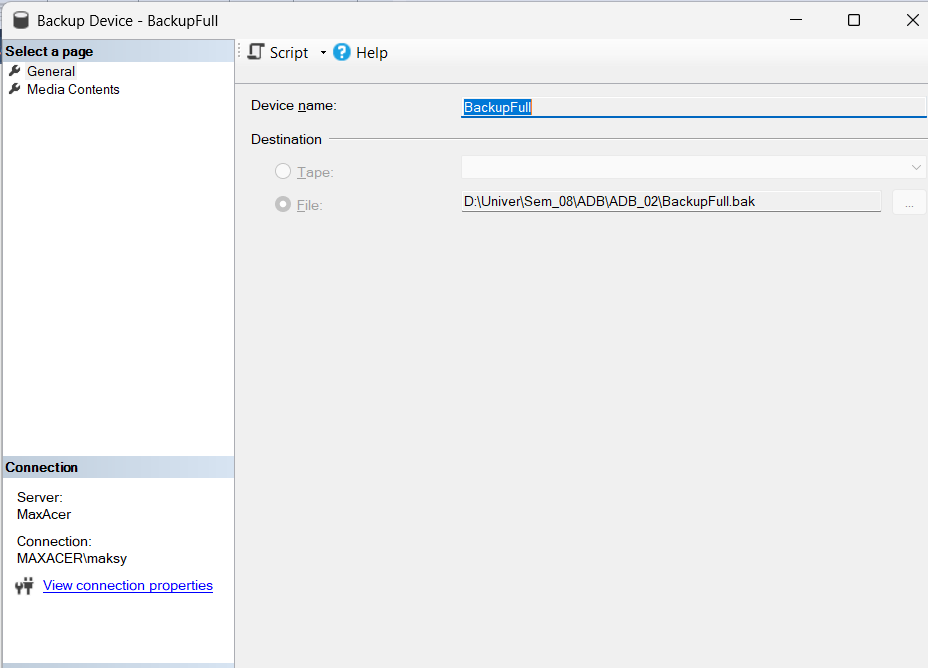 Backup Device - BackupFull
Select a page
General
Media Contents
Script
Help
Device name:
BackupFull
Destination
Tape:
File:
D:\Univer\Sem_08\ADB\ADB_02\BackupFull.bak
...
Connection
Server:
MaxAcer
Connection:
MAXACER\maksy
View connection properties